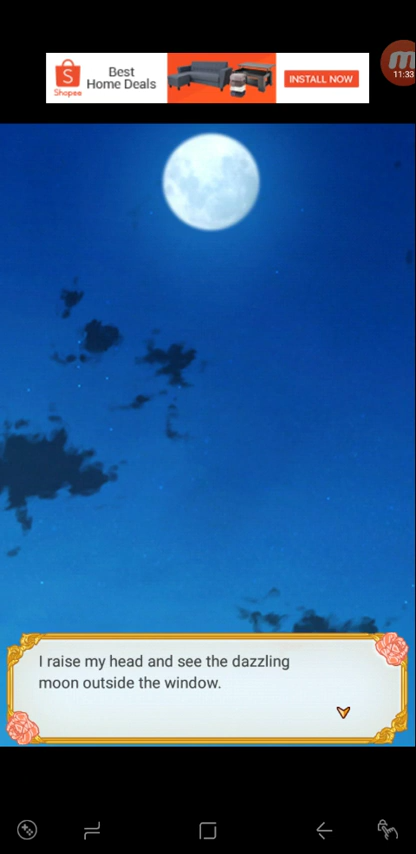 Best
Home Deals
Shopee
INSTALL NOW
11:33
I raise my head and see the dazzling
moon outside the window.